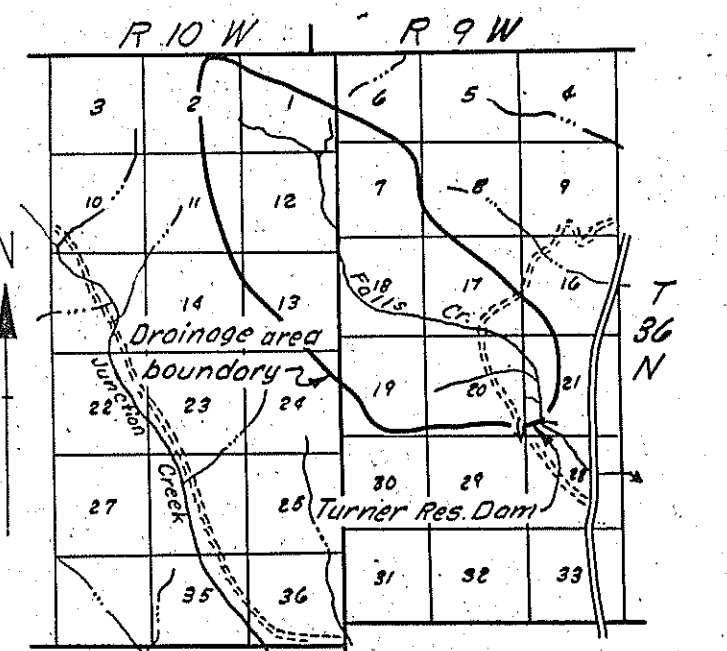 R 10 W R 9 W
3 2 1 6 5 4
10 11 12 7 8 9
N
14 13 18 17 16
T
36
N
Falls Cr.
Drainage area
boundary
22 23 24 19 20 21
Junction
Creek
27 25 30 29 28
Turner Res. Dam
35 36 31 32 33